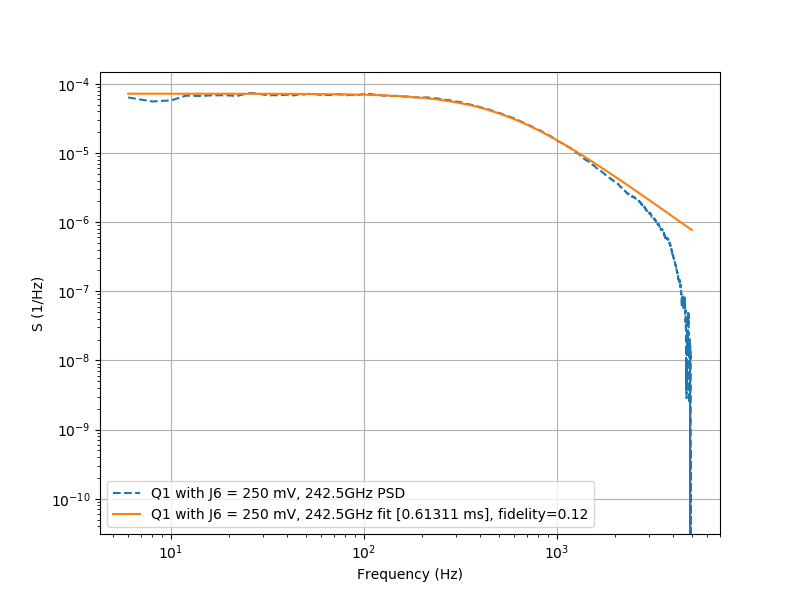 10⁻⁴
10⁻⁵
10⁻⁶
10⁻⁷
10⁻⁸
10⁻⁹
10⁻¹⁰
S (1/Hz)
Q1 with J6 = 250 mV, 242.5GHz PSD
Q1 with J6 = 250 mV, 242.5GHz fit [0.61311 ms], fidelity=0.12
10¹ 10² 10³
Frequency (Hz)